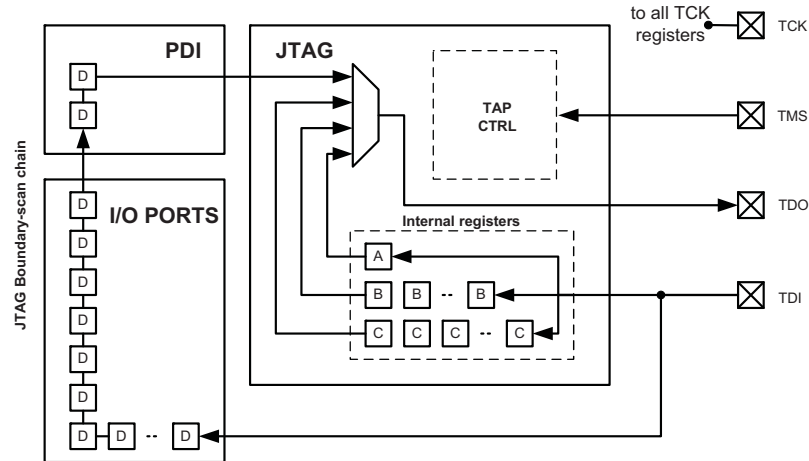 to all TCK
registers
TCK
PDI
JTAG
D
D
TAP
CTRL
TMS
JTAG Boundary-scan chain
I/O PORTS
D
D
D
D
D
D
D D -- D
TDO
Internal registers
A
B B -- B
C C C -- C
TDI